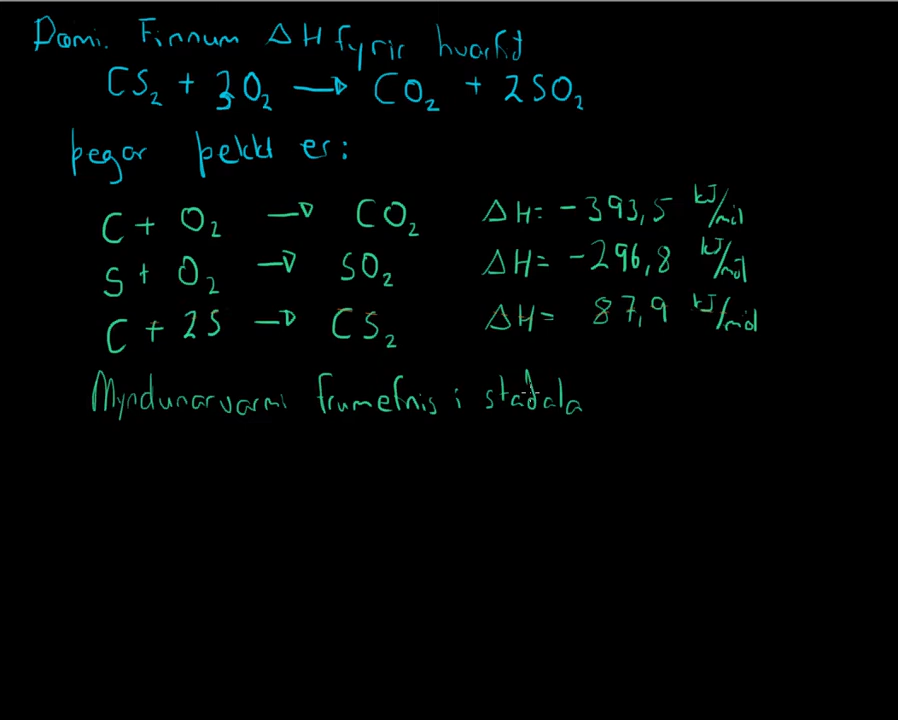 Dæmi. Finnum ΔH fyrir hvarfið
CS₂ + 3O₂ → CO₂ + 2SO₂
þegar þekkt er:
C + O₂ → CO₂ ΔH = -393,5 kJ/mól
S + O₂ → SO₂ ΔH = -296,8 kJ/mól
C + 2S → CS₂ ΔH = 87,9 kJ/mól
Myndunarvarmi frumefnis i staðala